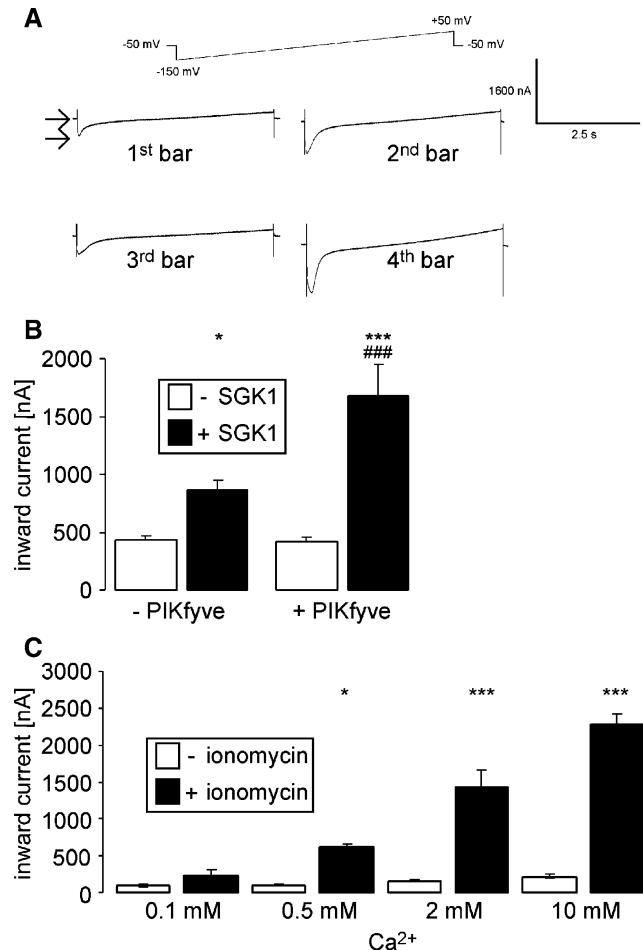 A
+50 mV
-50 mV
-50 mV
-150 mV
1600 nA
2.5 s
1st bar
2nd bar
3rd bar
4th bar
B
*
***
###
inward current [nA]
2000
1500
1000
500
0
- SGK1
+ SGK1
- PIKfyve
+ PIKfyve
C
inward current [nA]
3000
2500
2000
1500
1000
500
0
*
***
***
- ionomycin
+ ionomycin
0.1 mM
0.5 mM
2 mM
10 mM
Ca2+